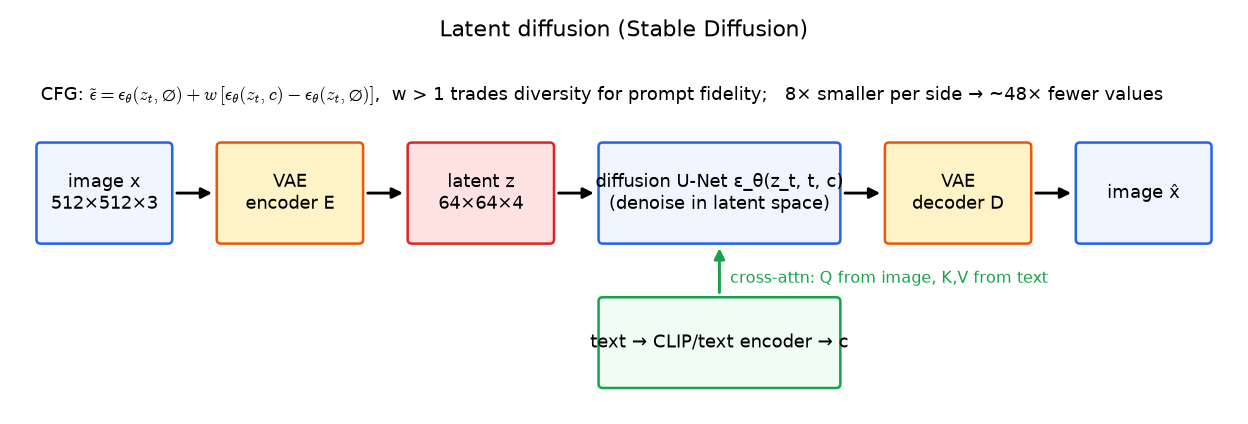 Latent diffusion (Stable Diffusion)
CFG: ϵ̃ = ϵ_θ(z_t, ∅) + w [ϵ_θ(z_t, c) − ϵ_θ(z_t, ∅)],  w > 1 trades diversity for prompt fidelity;   8× smaller per side → ~48× fewer values
image x
512×512×3
VAE
encoder E
latent z
64×64×4
diffusion U-Net ε_θ(z_t, t, c)
(denoise in latent space)
VAE
decoder D
image x̂
cross-attn: Q from image, K,V from text
text → CLIP/text encoder → c